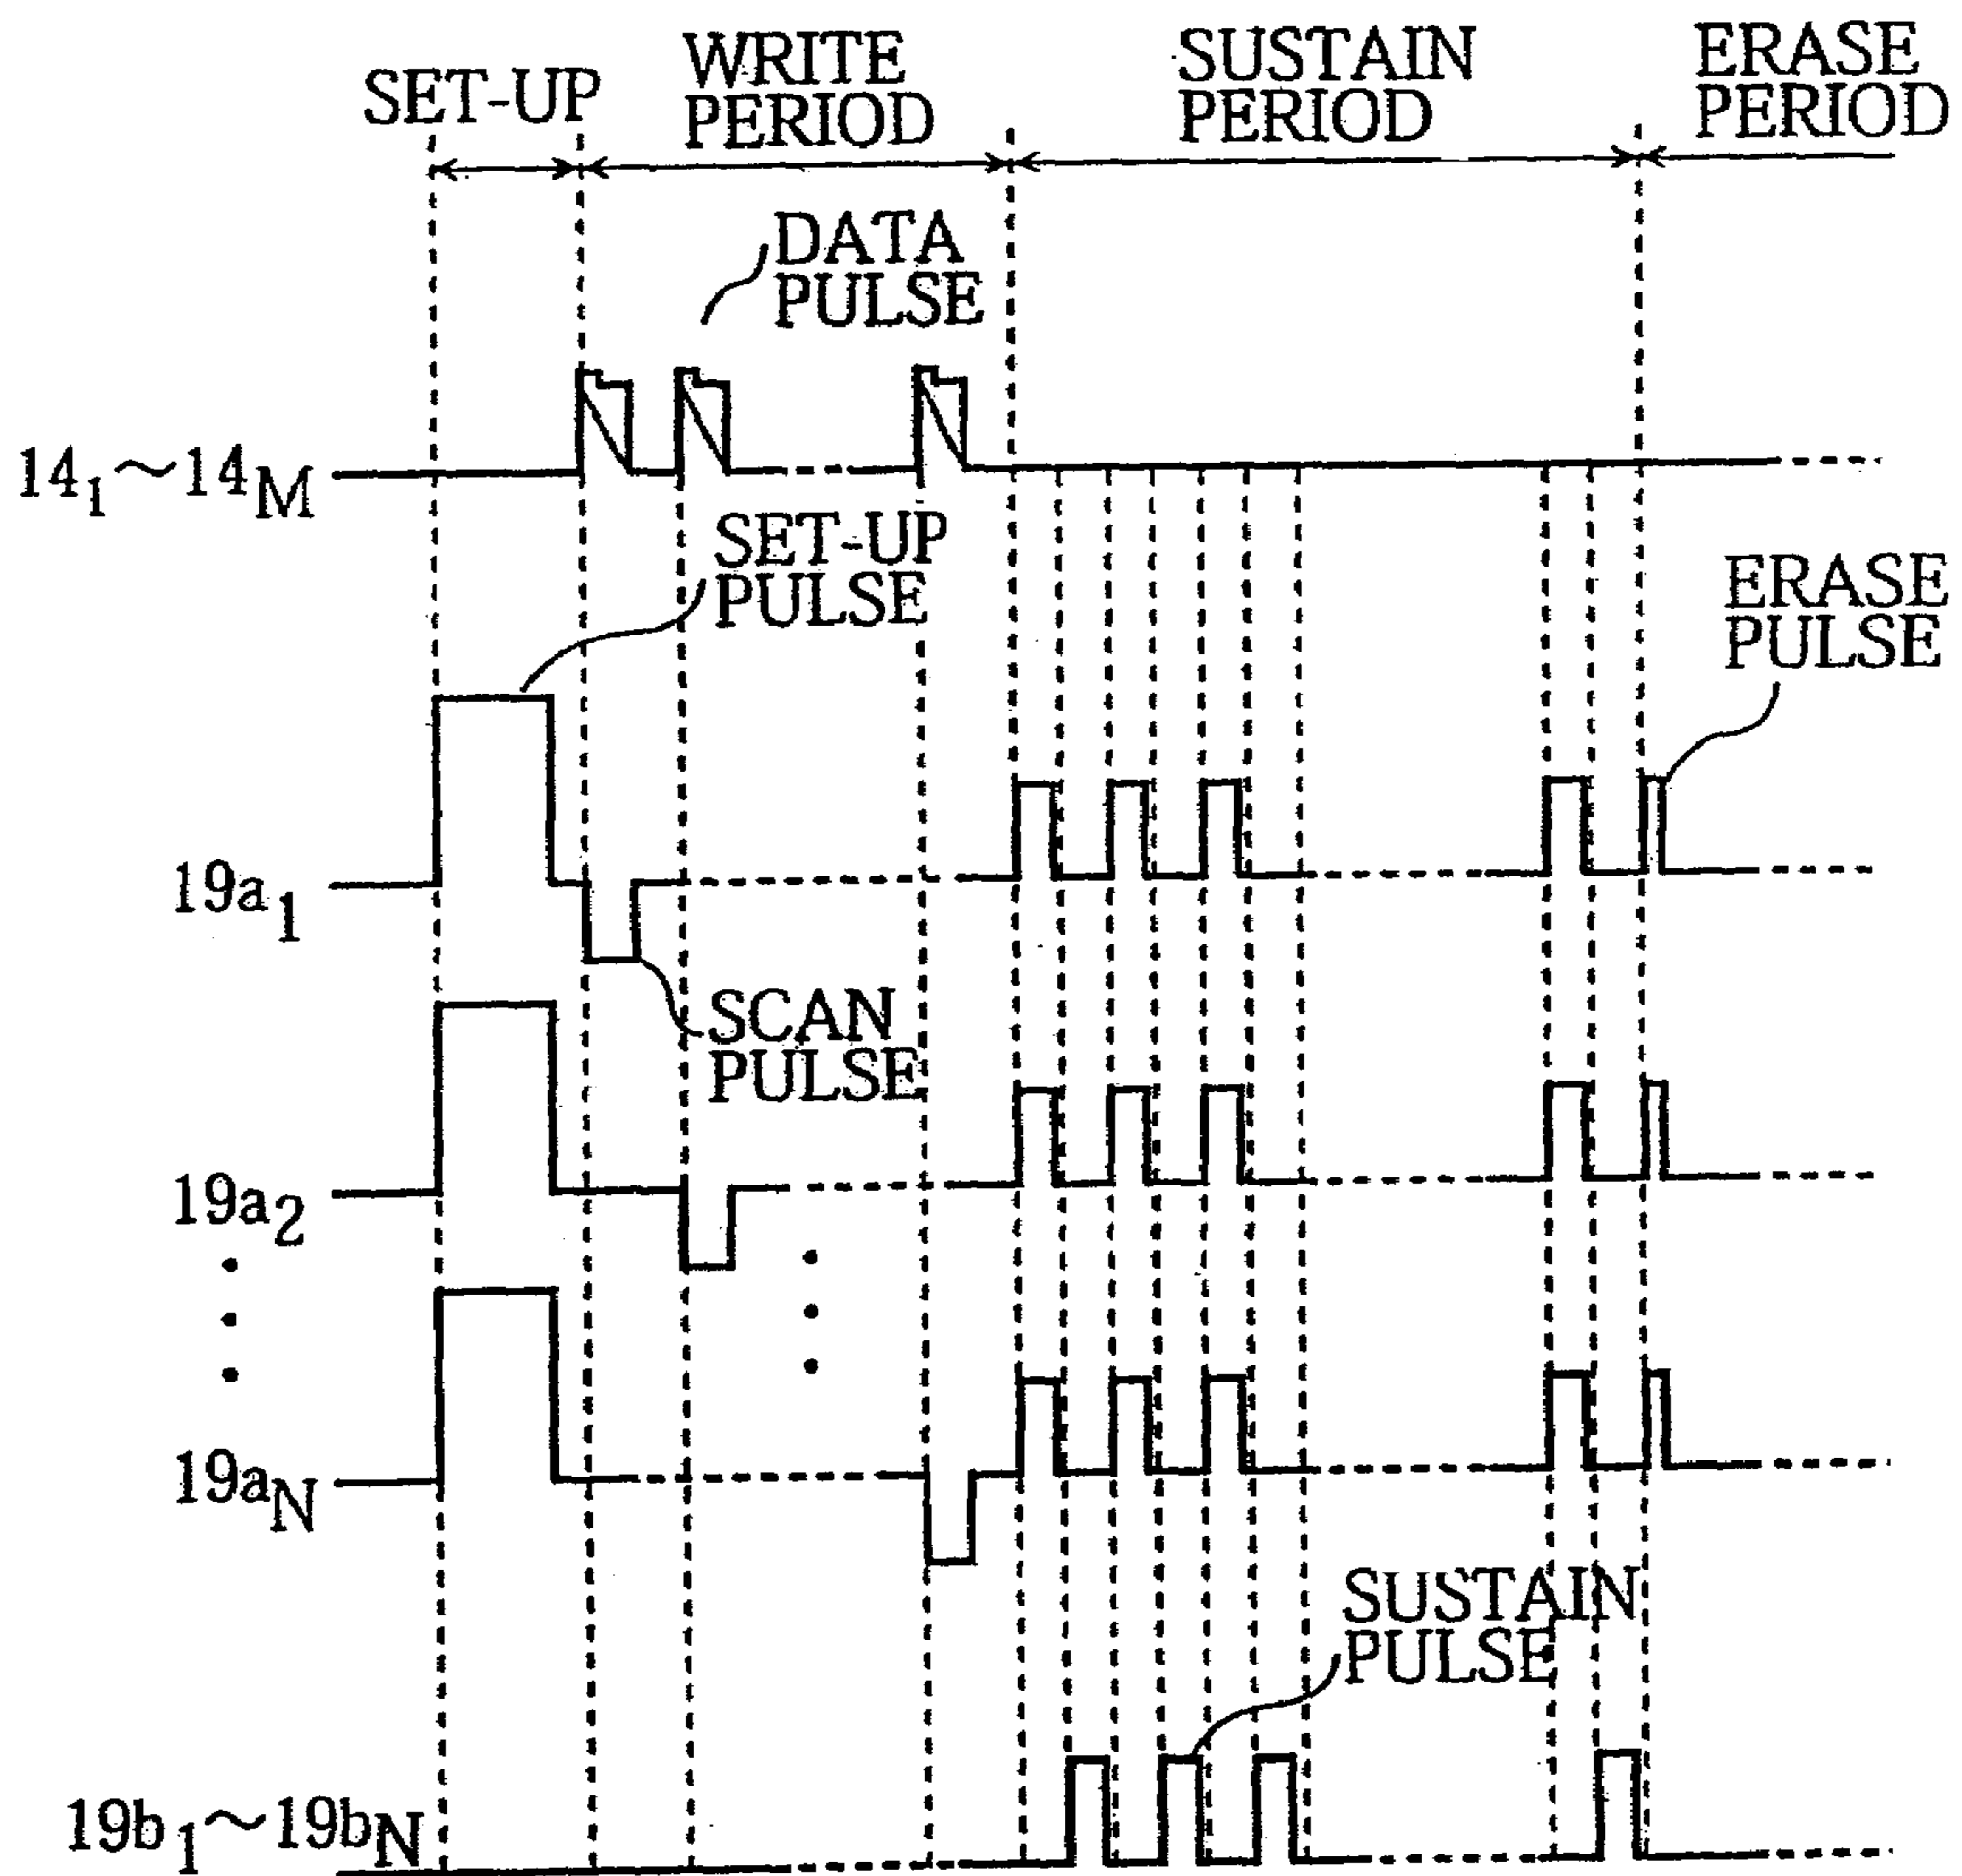 SET-UP
WRITE
PERIOD
SUSTAIN
PERIOD
ERASE
PERIOD
DATA
PULSE
14₁~14M
SET-UP
PULSE
ERASE
PULSE
19a₁
SCAN
PULSE
19a₂
19aN
SUSTAIN
PULSE
19b₁~19bN